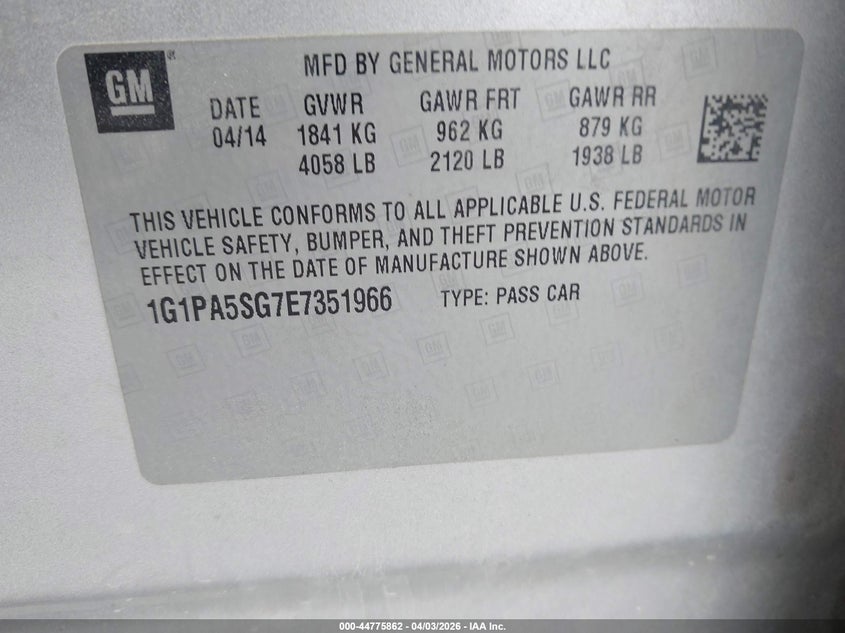 GM
MFD BY GENERAL MOTORS LLC
DATE GVWR GAWR FRT GAWR RR
04/14 1841 KG 962 KG 879 KG
4058 LB 2120 LB 1938 LB
THIS VEHICLE CONFORMS TO ALL APPLICABLE U.S. FEDERAL MOTOR
VEHICLE SAFETY, BUMPER, AND THEFT PREVENTION STANDARDS IN
EFFECT ON THE DATE OF MANUFACTURE SHOWN ABOVE.
1G1PA5SG7E7351966 TYPE: PASS CAR
000-44775862 - 04/03/2026 - IAA Inc.